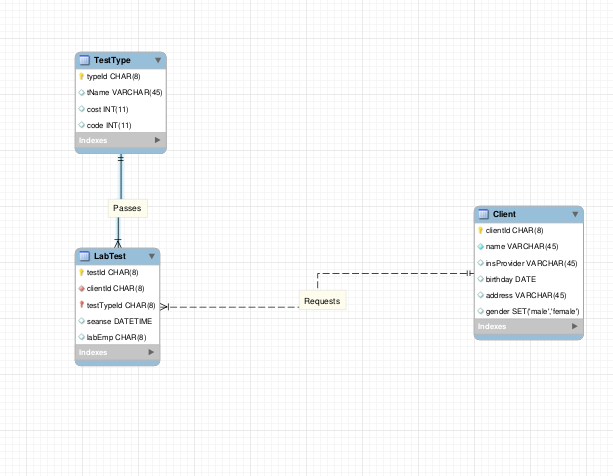 TestType
typeId CHAR(8)
tName VARCHAR(45)
cost INT(11)
code INT(11)
Indexes
Passes
LabTest
testId CHAR(8)
clientId CHAR(8)
testTypeId CHAR(8)
seanse DATETIME
labEmp CHAR(8)
Indexes
Requests
Client
clientId CHAR(8)
name VARCHAR(45)
insProvider VARCHAR(45)
birthday DATE
address VARCHAR(45)
gender SET('male','female')
Indexes